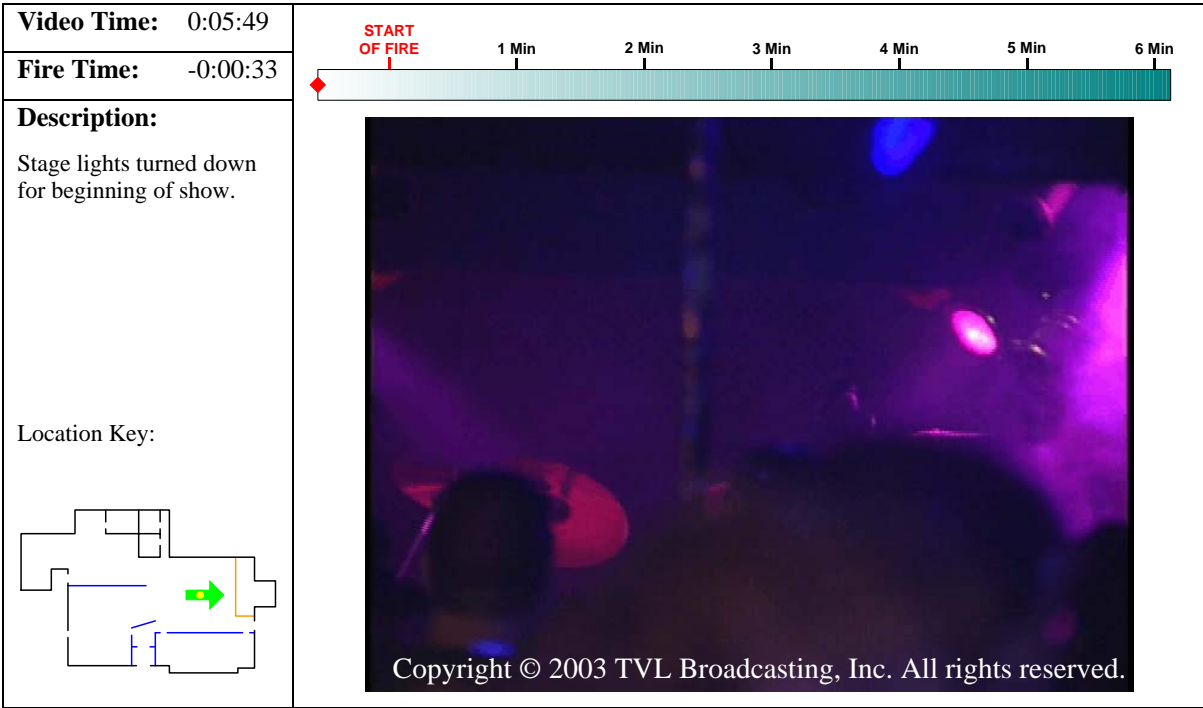 Video Time: 0:05:49
Fire Time: -0:00:33
Description:
Stage lights turned down
for beginning of show.
Location Key:
START
OF FIRE 1 Min 2 Min 3 Min 4 Min 5 Min 6 Min
Copyright © 2003 TVL Broadcasting, Inc. All rights reserved.